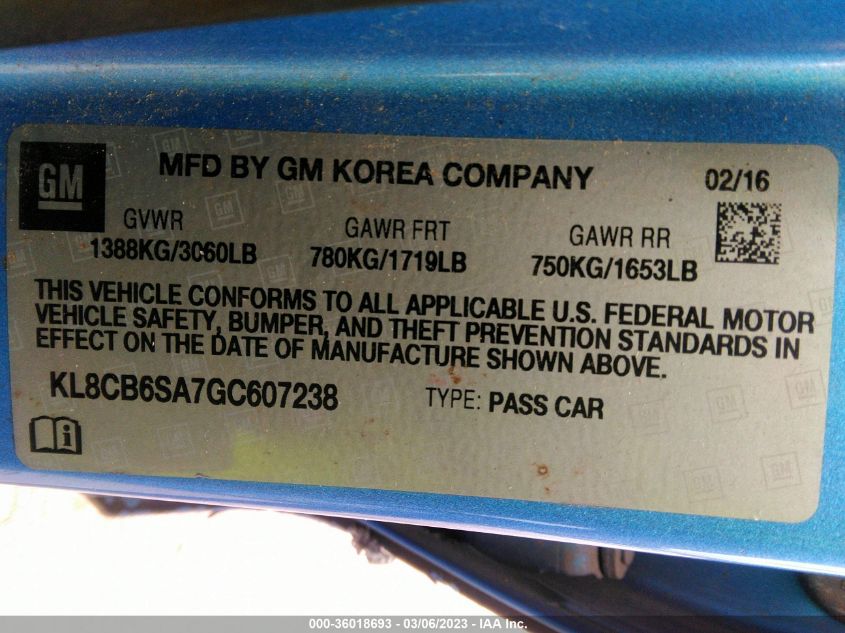 GM
MFD BY GM KOREA COMPANY 02/16
GVWR GAWR FRT GAWR RR
1388KG/3060LB 780KG/1719LB 750KG/1653LB
THIS VEHICLE CONFORMS TO ALL APPLICABLE U.S. FEDERAL MOTOR
VEHICLE SAFETY, BUMPER, AND THEFT PREVENTION STANDARDS IN
EFFECT ON THE DATE OF MANUFACTURE SHOWN ABOVE.
KL8CB6SA7GC607238 TYPE: PASS CAR
000-36018693 - 03/06/2023 - IAA Inc.